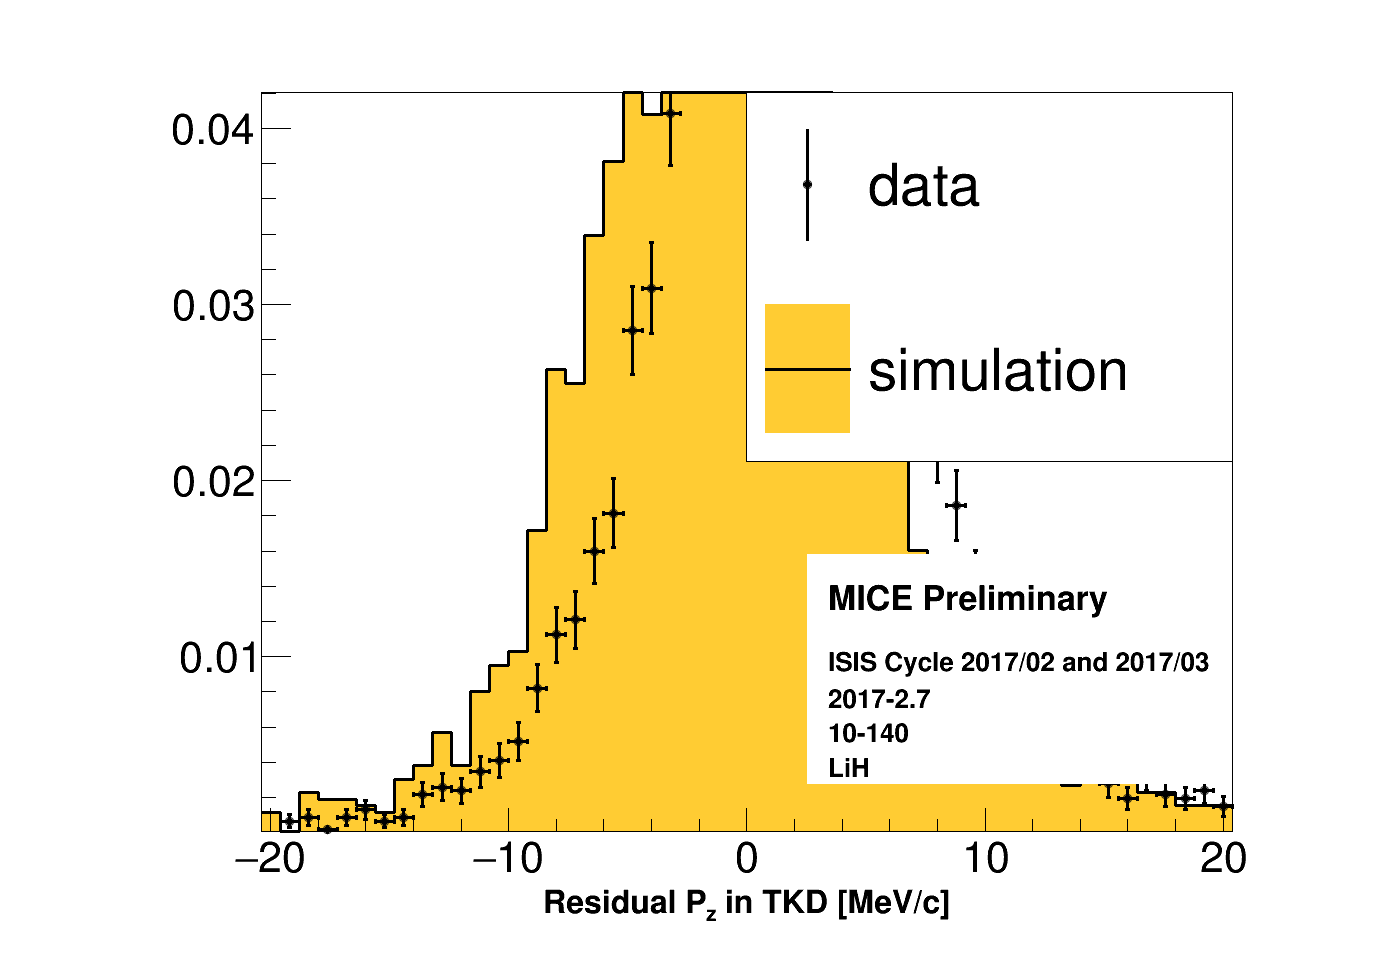 0.04
data
0.03
simulation
0.02
MICE Preliminary
0.01
ISIS Cycle 2017/02 and 2017/03
2017-2.7
10-140
LiH
−20 −10 0 10 20
Residual Pz in TKD [MeV/c]